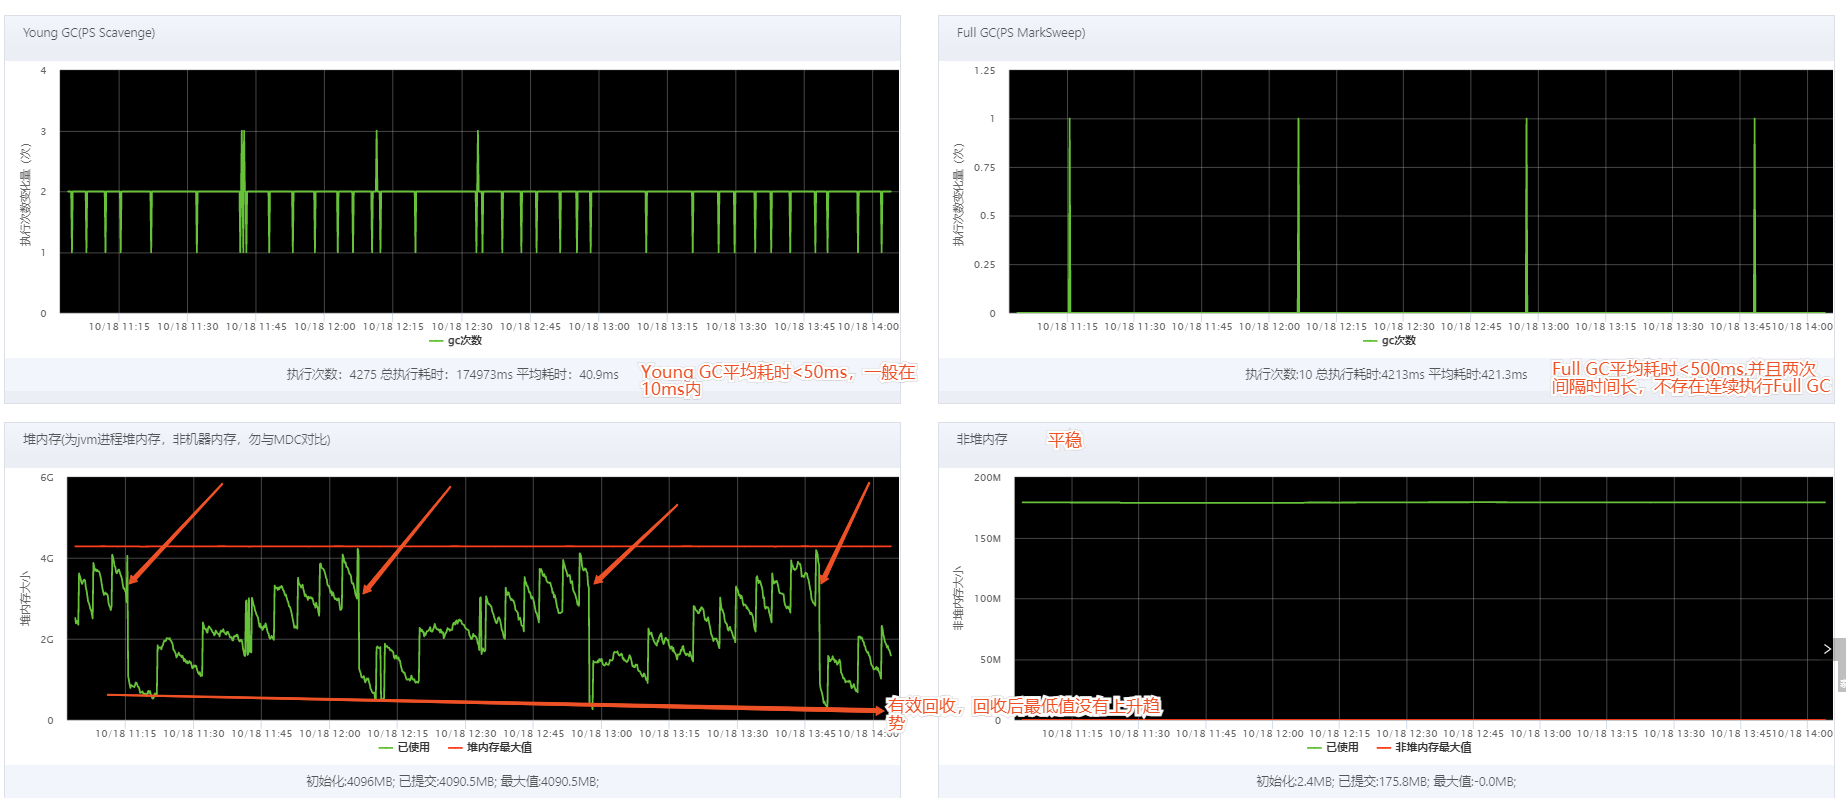 Young GC(PS Scavenge)
4
3
2
1
0
执行次数变化量（次）
10/18 11:15 10/18 11:30 10/18 11:45 10/18 12:00 10/18 12:15 10/18 12:30 10/18 12:45 10/18 13:00 10/18 13:15 10/18 13:30 10/18 13:45 10/18 14:00
gc次数
执行次数：4275 总执行耗时：174973ms 平均耗时：40.9ms
Young GC平均耗时<50ms，一般在
10ms内
Full GC(PS MarkSweep)
1.25
1
0.75
0.5
0.25
0
执行次数变化量（次）
10/18 11:15 10/18 11:30 10/18 11:45 10/18 12:00 10/18 12:15 10/18 12:30 10/18 12:45 10/18 13:00 10/18 13:15 10/18 13:30 10/18 13:45 10/18 14:00
gc次数
执行次数:10 总执行耗时:4213ms 平均耗时:421.3ms
Full GC平均耗时<500ms,并且两次
间隔时间长，不存在连续执行Full GC
堆内存(为jvm进程堆内存，非机器内存，勿与MDC对比)
6G
4G
2G
0
堆内存大小
10/18 11:15 10/18 11:30 10/18 11:45 10/18 12:00 10/18 12:15 10/18 12:30 10/18 12:45 10/18 13:00 10/18 13:15 10/18 13:30 10/18 13:45 10/18 14:00
已使用 堆内存最大值
初始化:4096MB; 已提交:4090.5MB; 最大值:4090.5MB;
有效回收，回收后最低值没有上升趋
势
非堆内存
平稳
200M
150M
100M
50M
0
非堆内存大小
10/18 11:15 10/18 11:30 10/18 11:45 10/18 12:00 10/18 12:15 10/18 12:30 10/18 12:45 10/18 13:00 10/18 13:15 10/18 13:30 10/18 13:45 10/18 14:00
已使用 非堆内存最大值
初始化:2.4MB; 已提交:175.8MB; 最大值:-0.0MB;